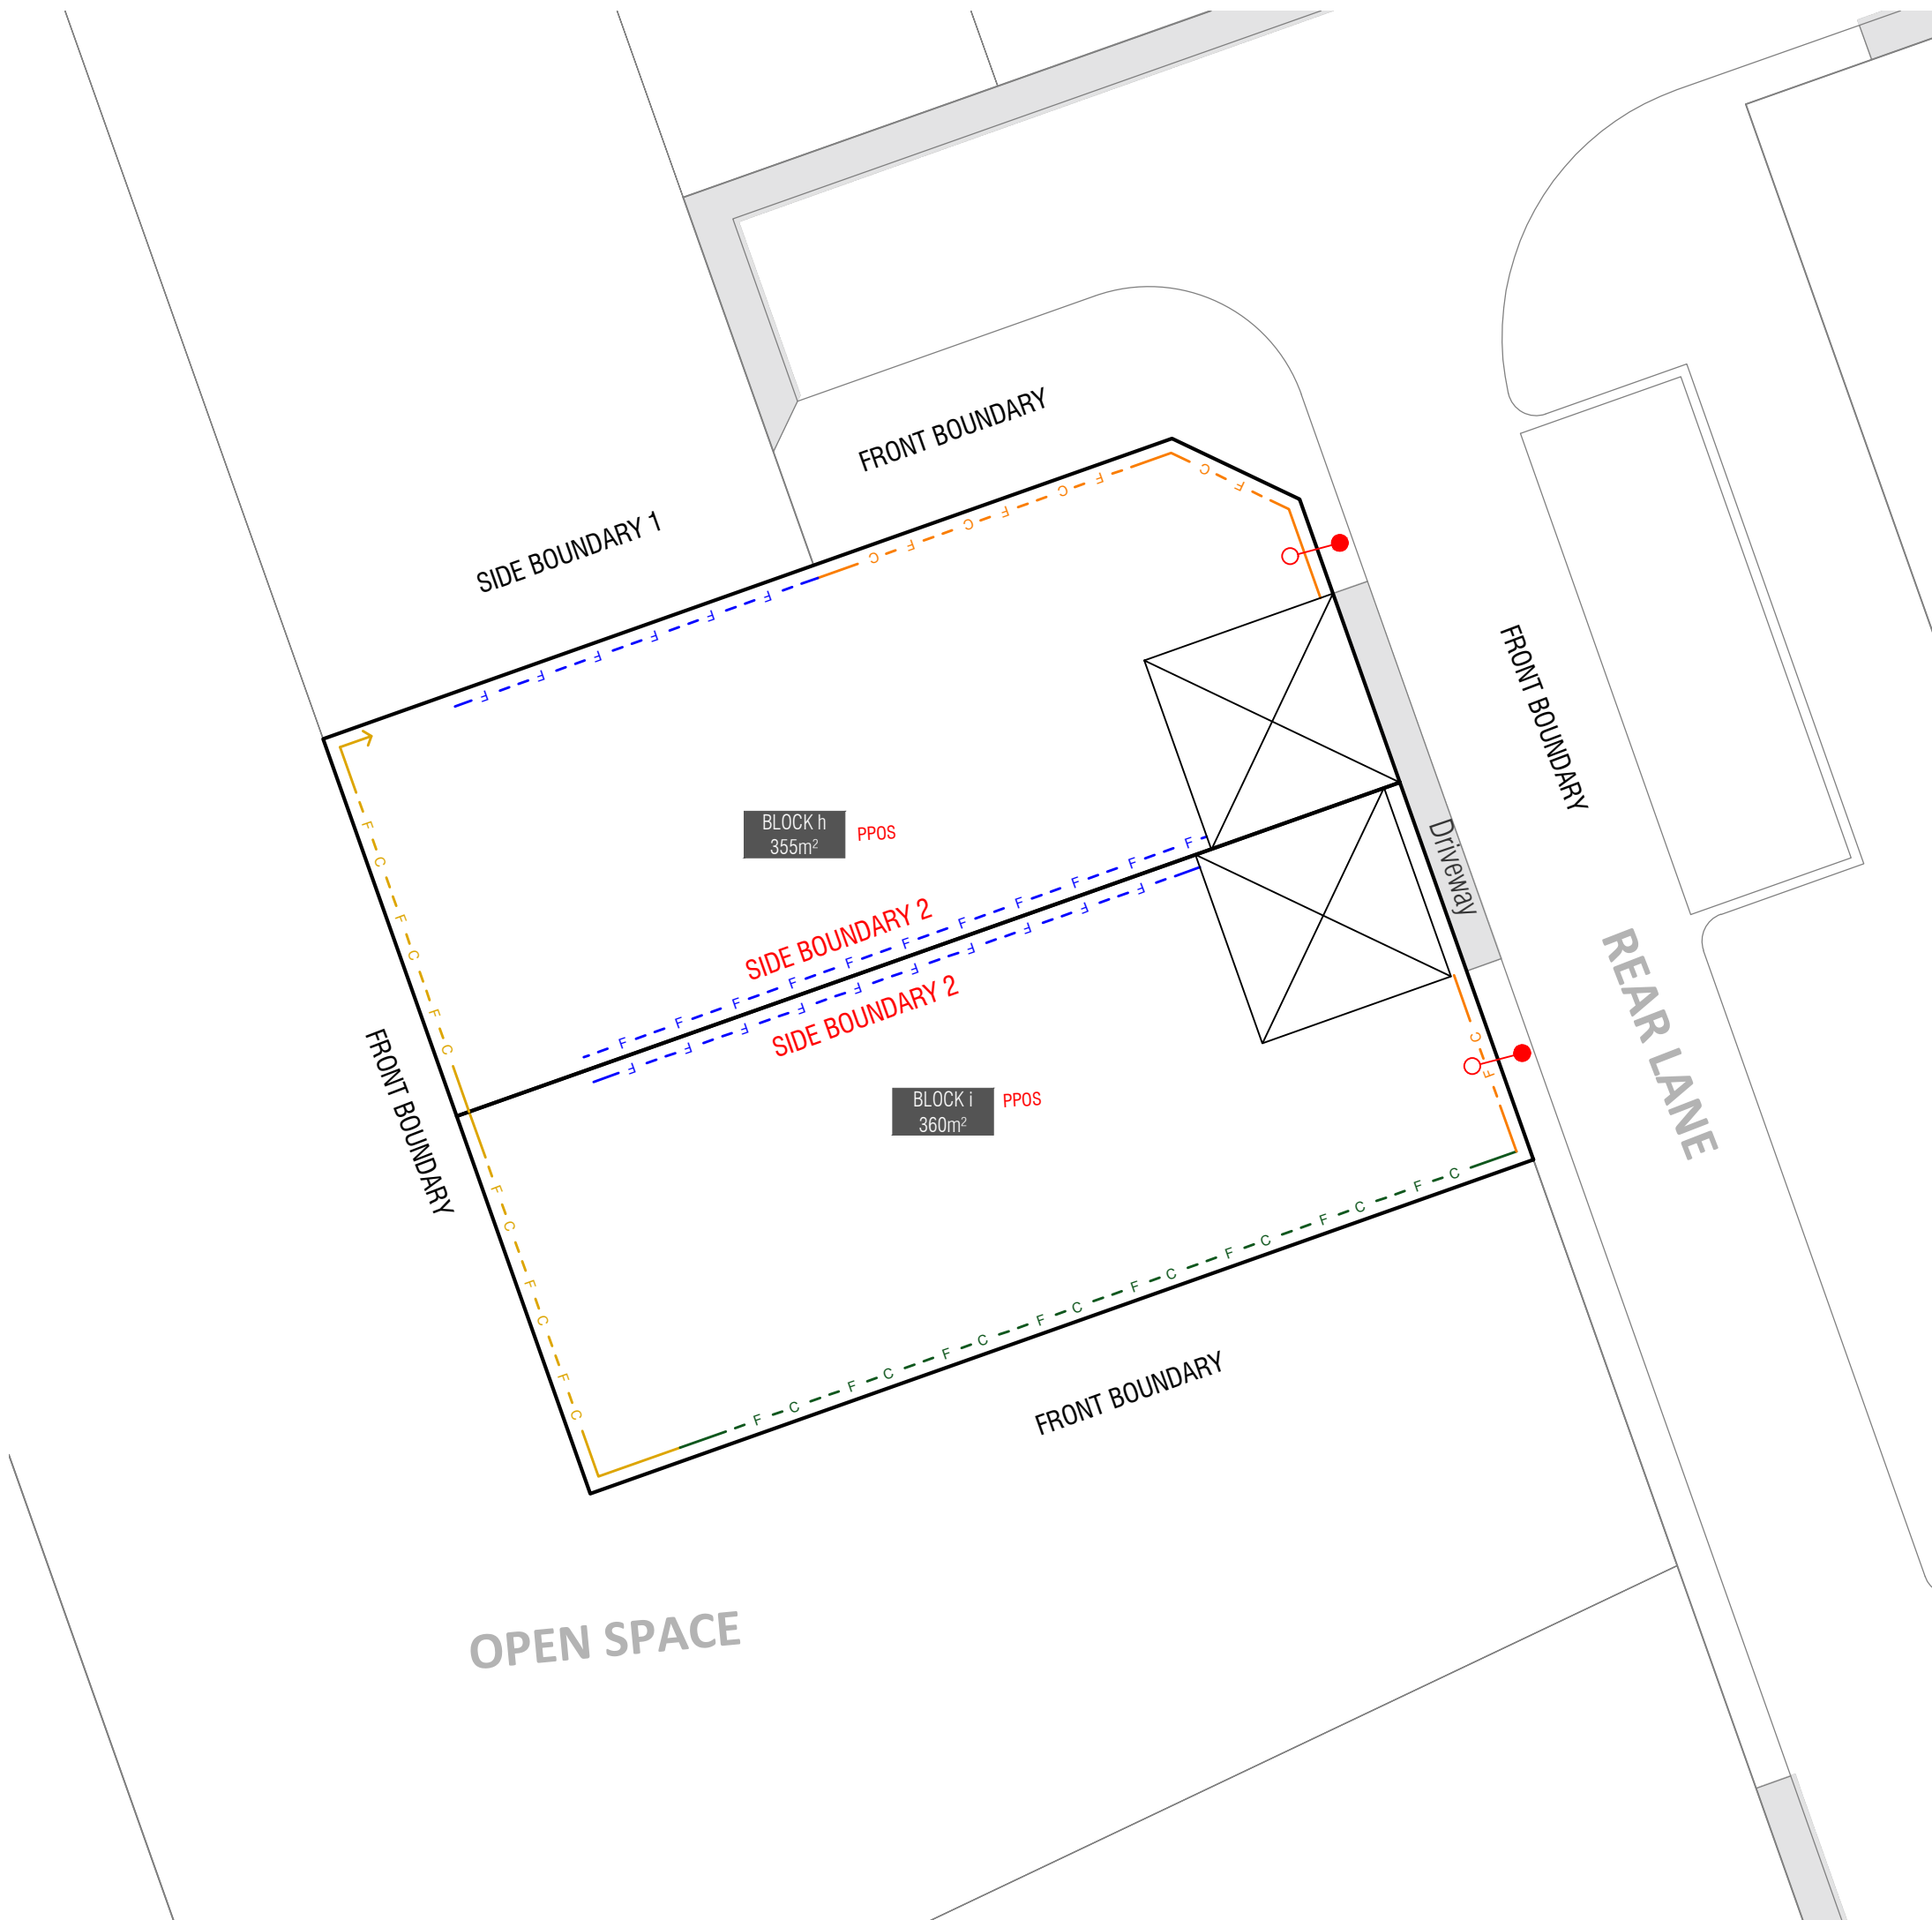 FRONT BOUNDARY
SIDE BOUNDARY 1
C F
C F C F C F
F F F F F F
FRONT BOUNDARY
BLOCK h
355m²
PPOS
Driveway
F C F C F C
SIDE BOUNDARY 2
F F F F F F F F F F F
F F F F F F F F F F
SIDE BOUNDARY 2
REAR LANE
FRONT BOUNDARY
C F
BLOCK i
360m²
PPOS
F C F C F C
F C F C F C F C F C F C F C F C
FRONT BOUNDARY
OPEN SPACE